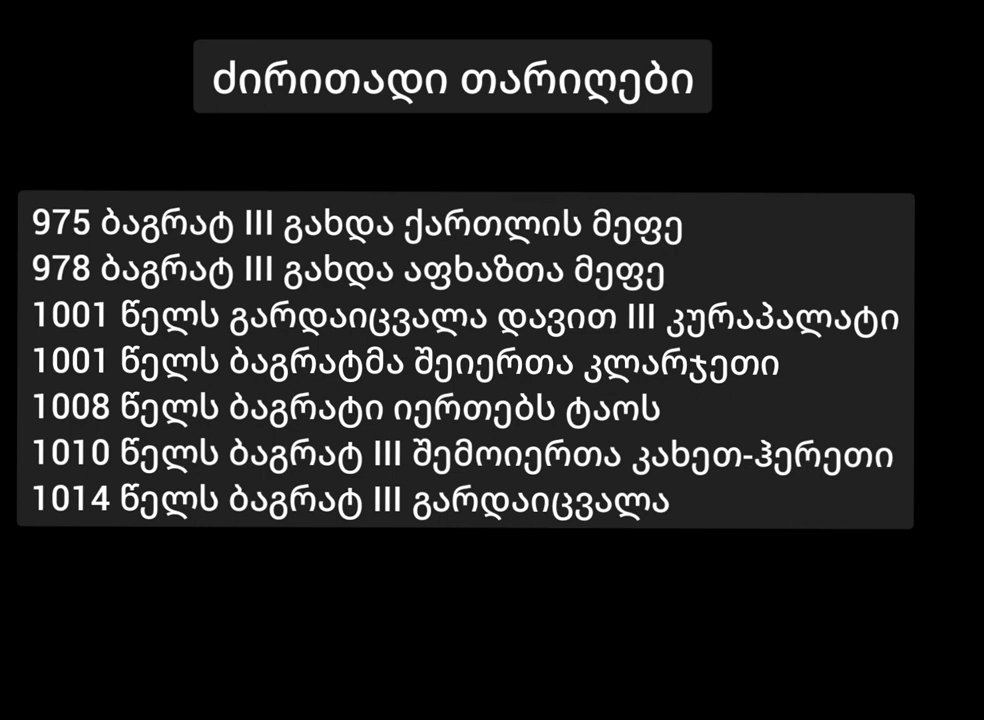 ძირითადი თარიღები
975 ბაგრატ III გახდა ქართლის მეფე
978 ბაგრატ III გახდა აფხაზთა მეფე
1001 წელს გარდაიცვალა დავით III კურაპალატი
1001 წელს ბაგრატმა შეიერთა კლარჯეთი
1008 წელს ბაგრატი იერთებს ტაოს
1010 წელს ბაგრატ III შემოიერთა კახეთ-ჰერეთი
1014 წელს ბაგრატ III გარდაიცვალა